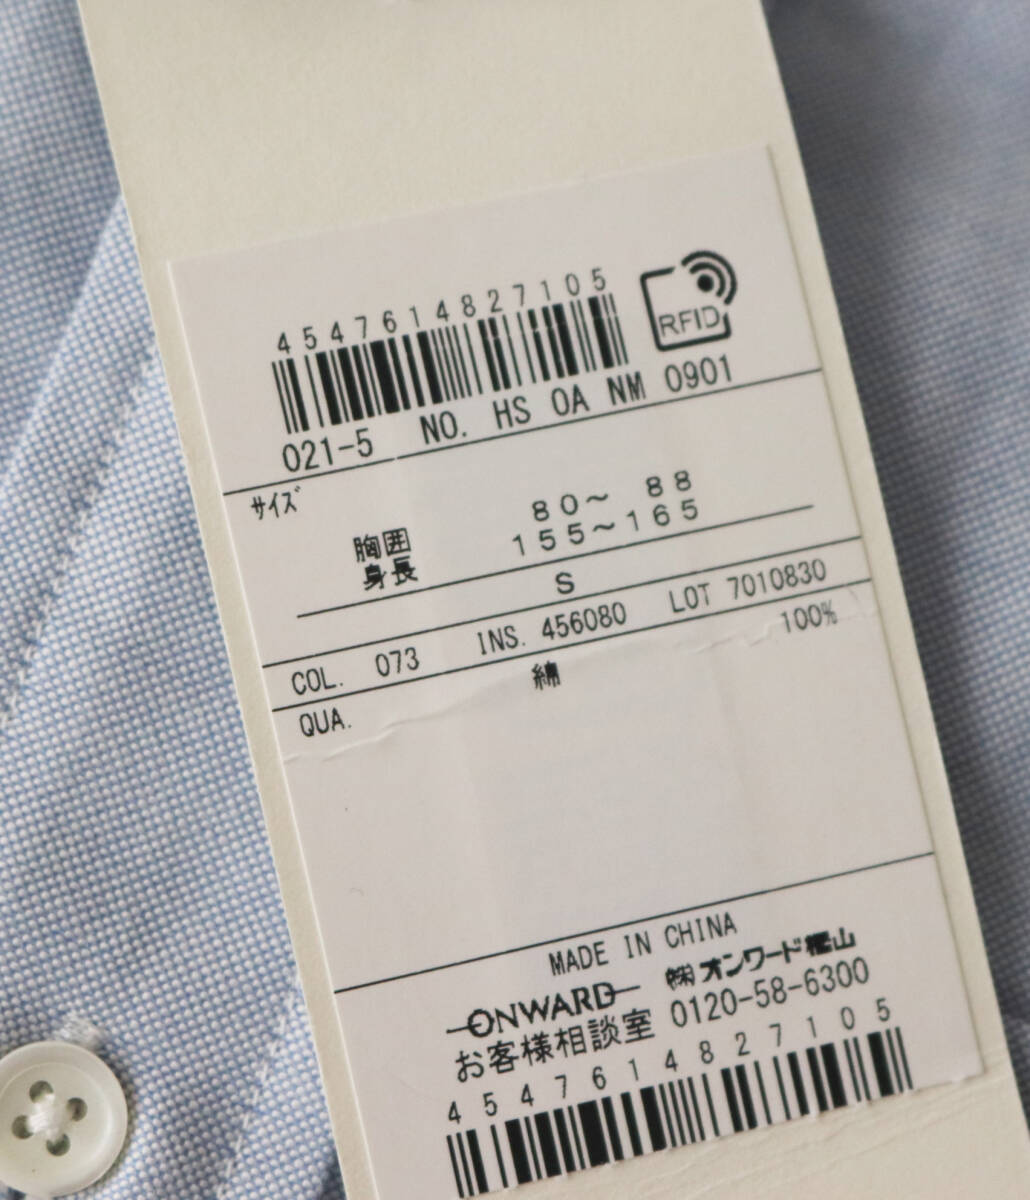 4547614827105
RFID
021-5 NO. HS OA NM 0901
サイズ
胸囲 80～ 88
身長 155～165
S
COL. 073 INS. 456080 LOT 7010830
QUA. 綿 100%
MADE IN CHINA
ONWARD ㈱オンワード樫山
お客様相談室 0120-58-6300
4547614827105